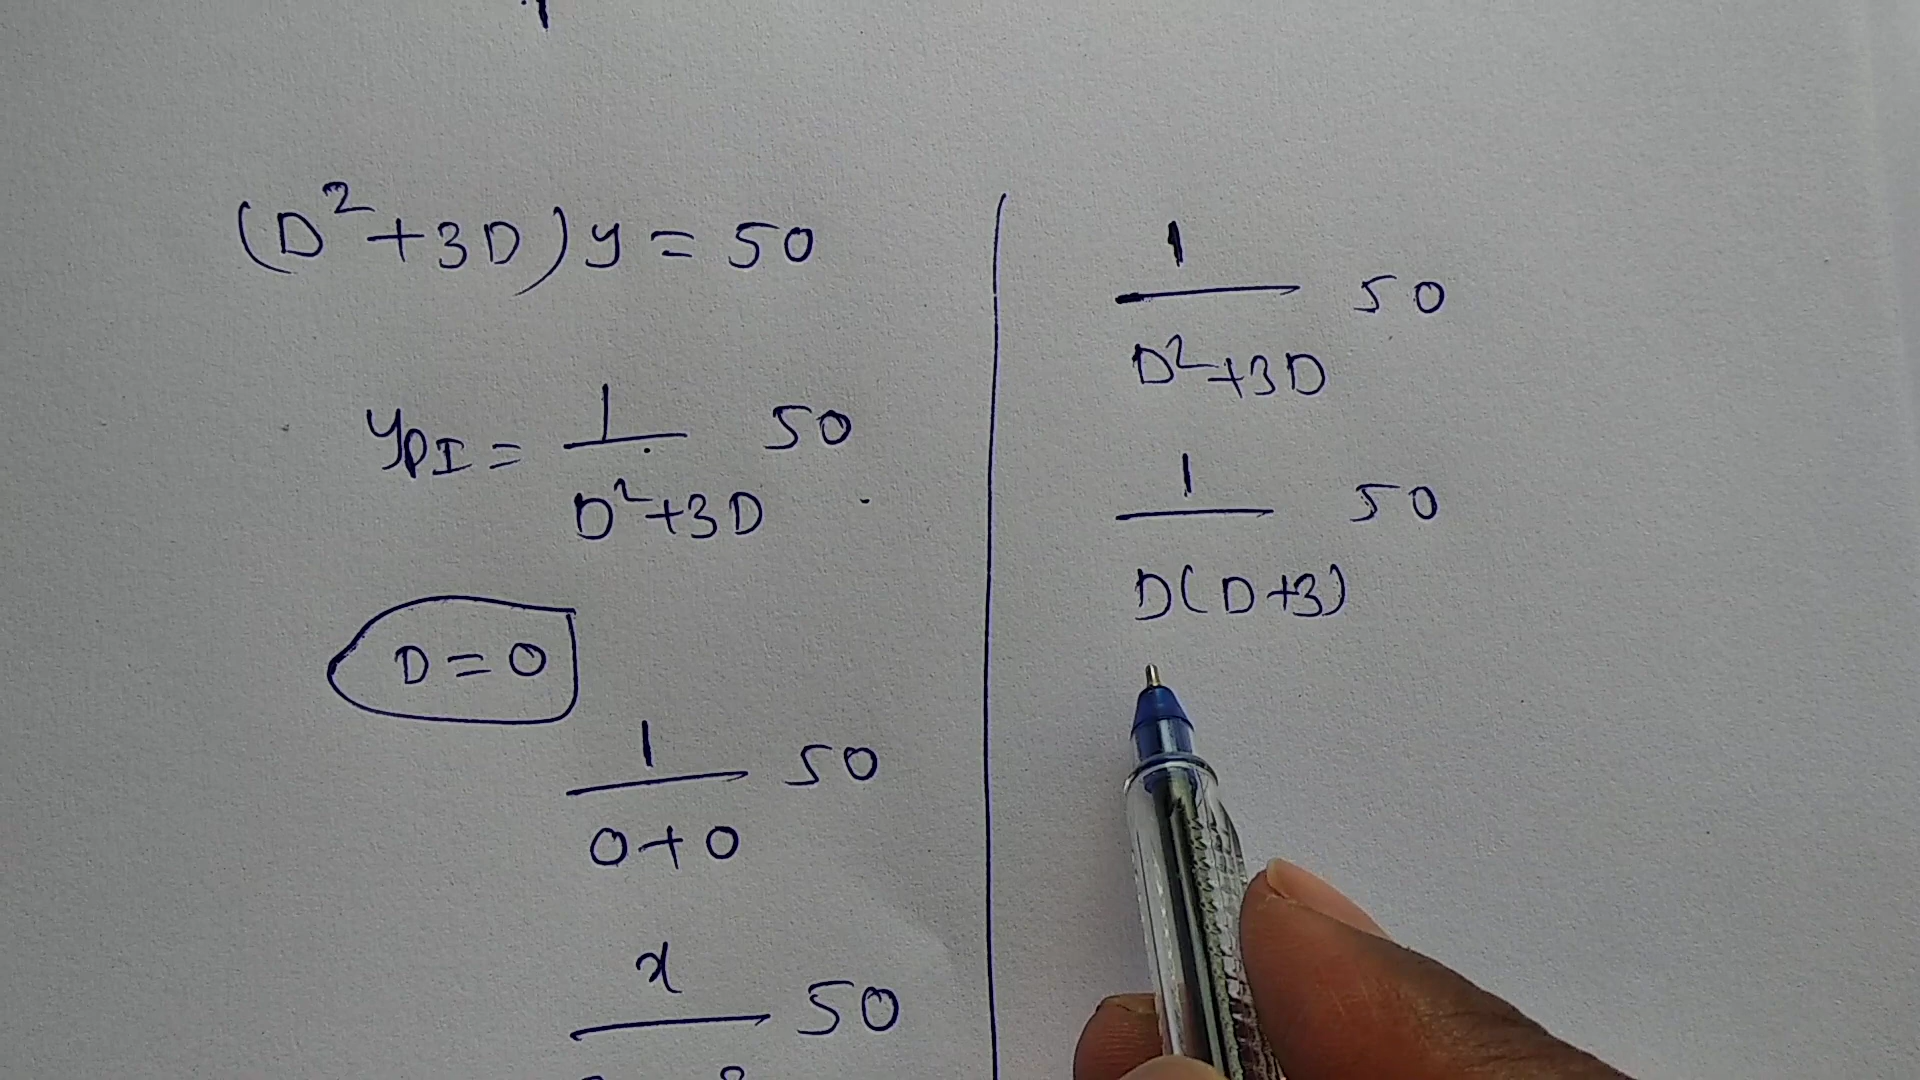 (D²+3D)y = 50
y_PI = 1/(D²+3D) 50
D = 0
1/(0+0) 50
x 50
1/(D²+3D) 50
1/(D(D+3)) 50